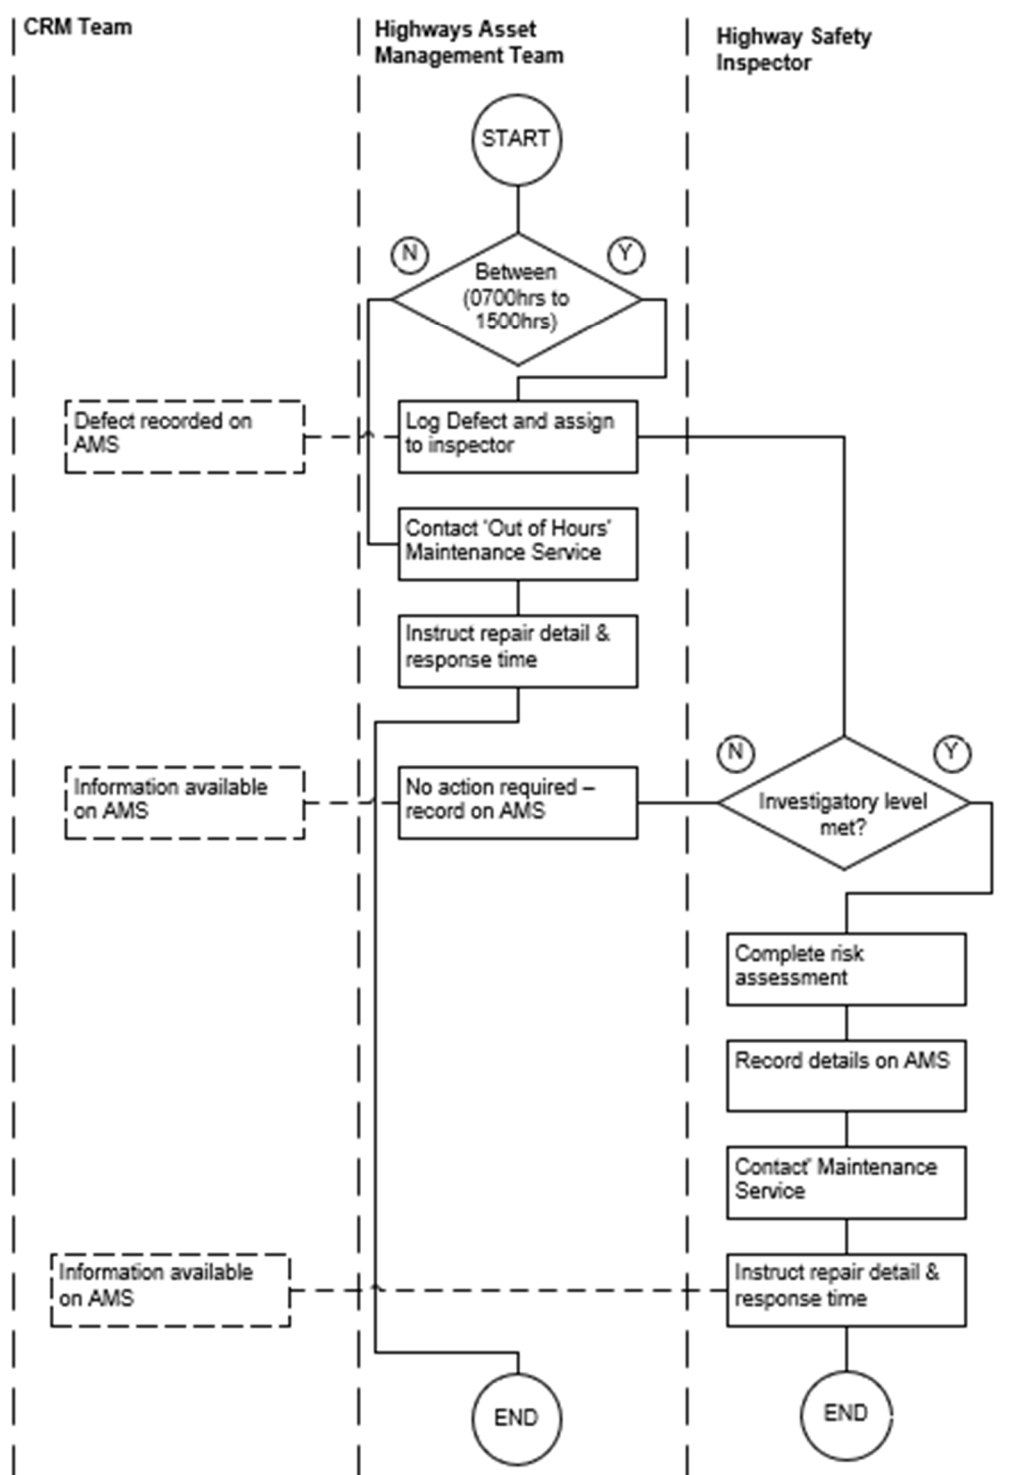 CRM Team
Highways Asset
Management Team
Highway Safety
Inspector
START
N
Y
Between
(0700hrs to
1500hrs)
Defect recorded on
AMS
Log Defect and assign
to inspector
Contact 'Out of Hours'
Maintenance Service
Instruct repair detail &
response time
Information available
on AMS
No action required –
record on AMS
N
Y
Investigatory level
met?
Complete risk
assessment
Record details on AMS
Contact' Maintenance
Service
Information available
on AMS
Instruct repair detail &
response time
END
END